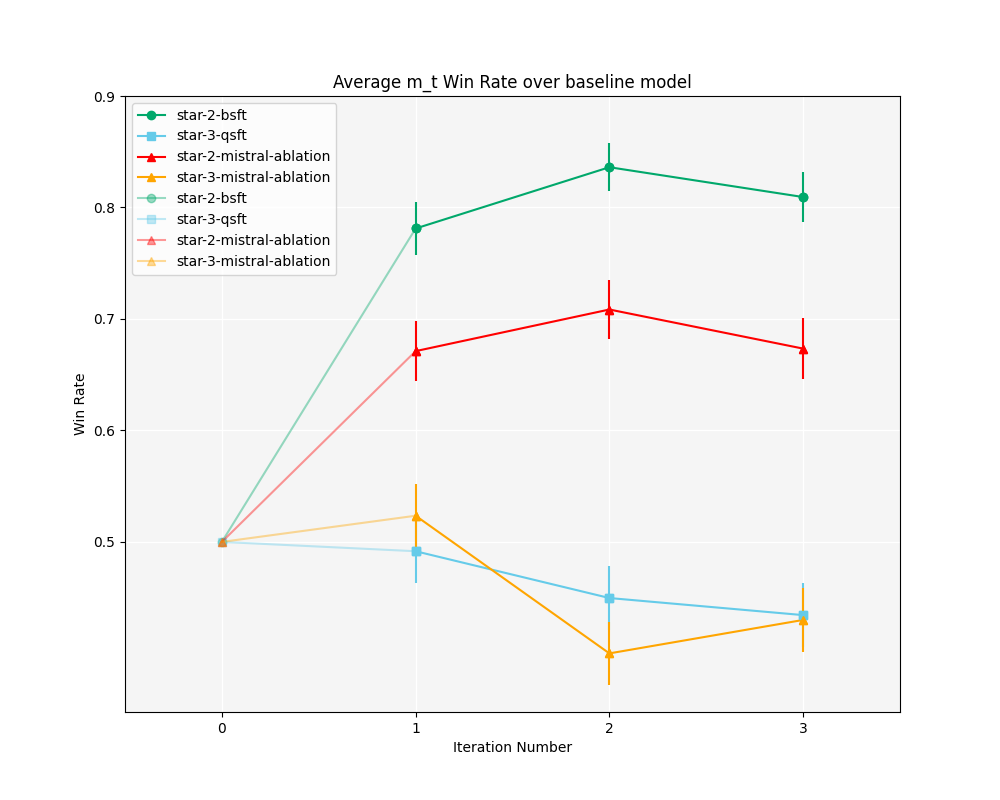 Average m_t Win Rate over baseline model
0.9
star-2-bsft
star-3-qsft
star-2-mistral-ablation
star-3-mistral-ablation
star-2-bsft
star-3-qsft
star-2-mistral-ablation
star-3-mistral-ablation
0.8
0.7
0.6
0.5
Win Rate
0 1 2 3
Iteration Number